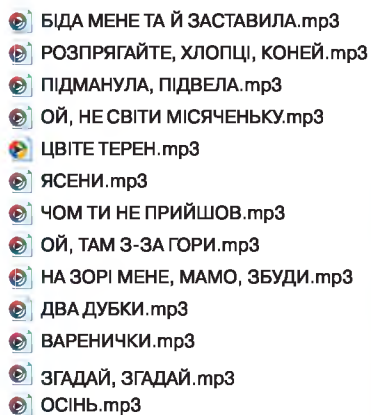 БІДА МЕНЕ ТА Й ЗАСТАВИЛА.mp3
РОЗПРЯГАЙТЕ, ХЛОПЦІ, КОНЕЙ.mp3
ПІДМАНУЛА, ПІДВЕЛА.mp3
ОЙ, НЕ СВІТИ МІСЯЧЕНЬКУ.mp3
ЦВІТЕ ТЕРЕН.mp3
ЯСЕНИ.mp3
ЧОМ ТИ НЕ ПРИЙШОВ.mp3
ОЙ, ТАМ З-ЗА ГОРИ.mp3
НА ЗОРІ МЕНЕ, МАМО, ЗБУДИ.mp3
ДВА ДУБКИ.mp3
ВАРЕНИЧКИ.mp3
ЗГАДАЙ, ЗГАДАЙ.mp3
ОСІНЬ.mp3